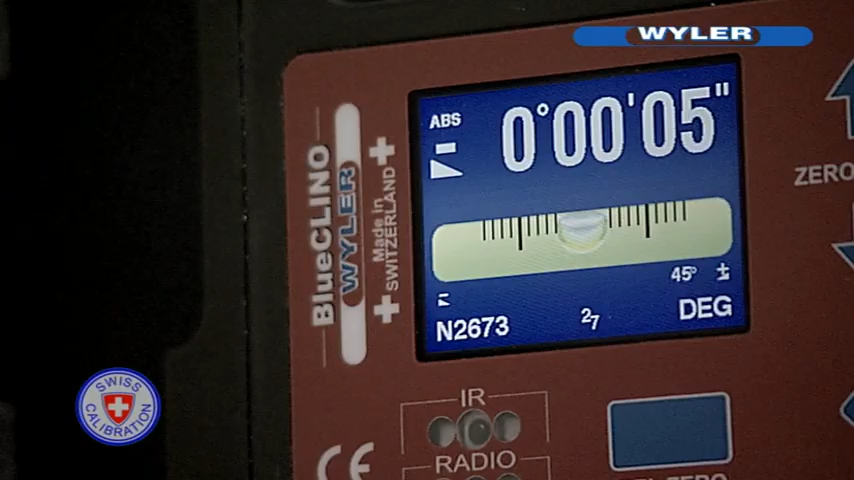 WYLER
BlueCLINO
WYLER
Made in
SWITZERLAND
ABS
-
0°00'05"
45° ±
N2673
27
DEG
ZERO
SWISS
CALIBRATION
IR
RADIO
CE
ZERO